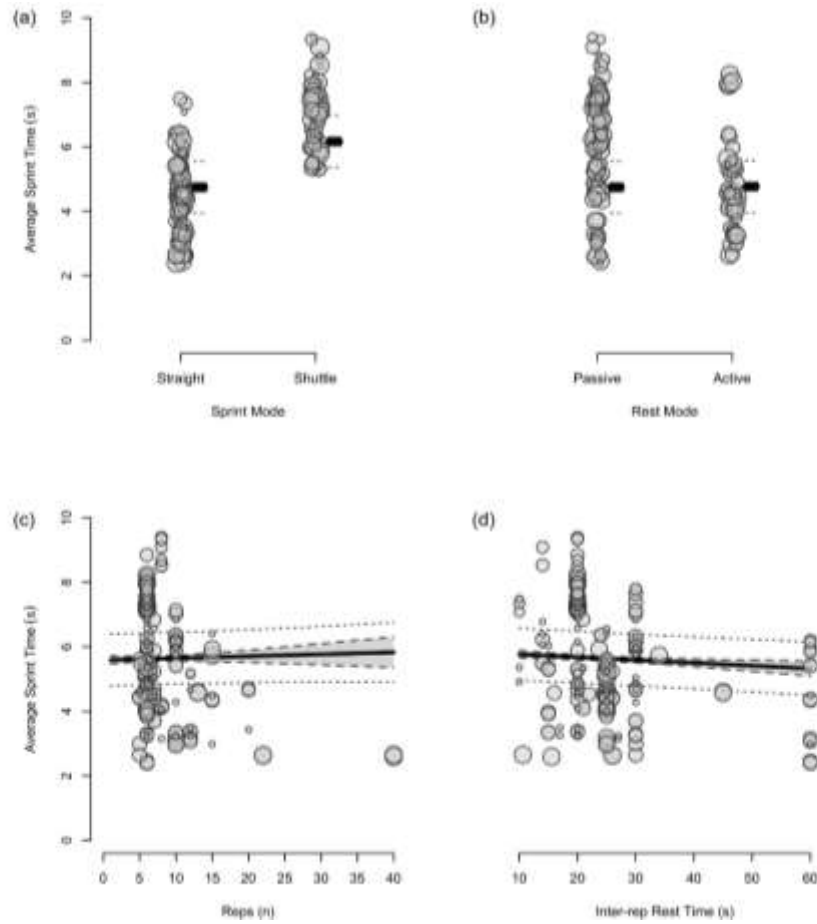 (a)
(b)
Average Sprint Time (s)
10
8
6
4
2
0
Straight
Shuttle
Passive
Active
Sprint Mode
Rest Mode
(c)
(d)
Average Sprint Time (s)
10
8
6
4
2
0
0 5 10 15 20 25 30 35 40
10 20 30 40 50 60
Reps (n)
Inter-rep Rest Time (s)